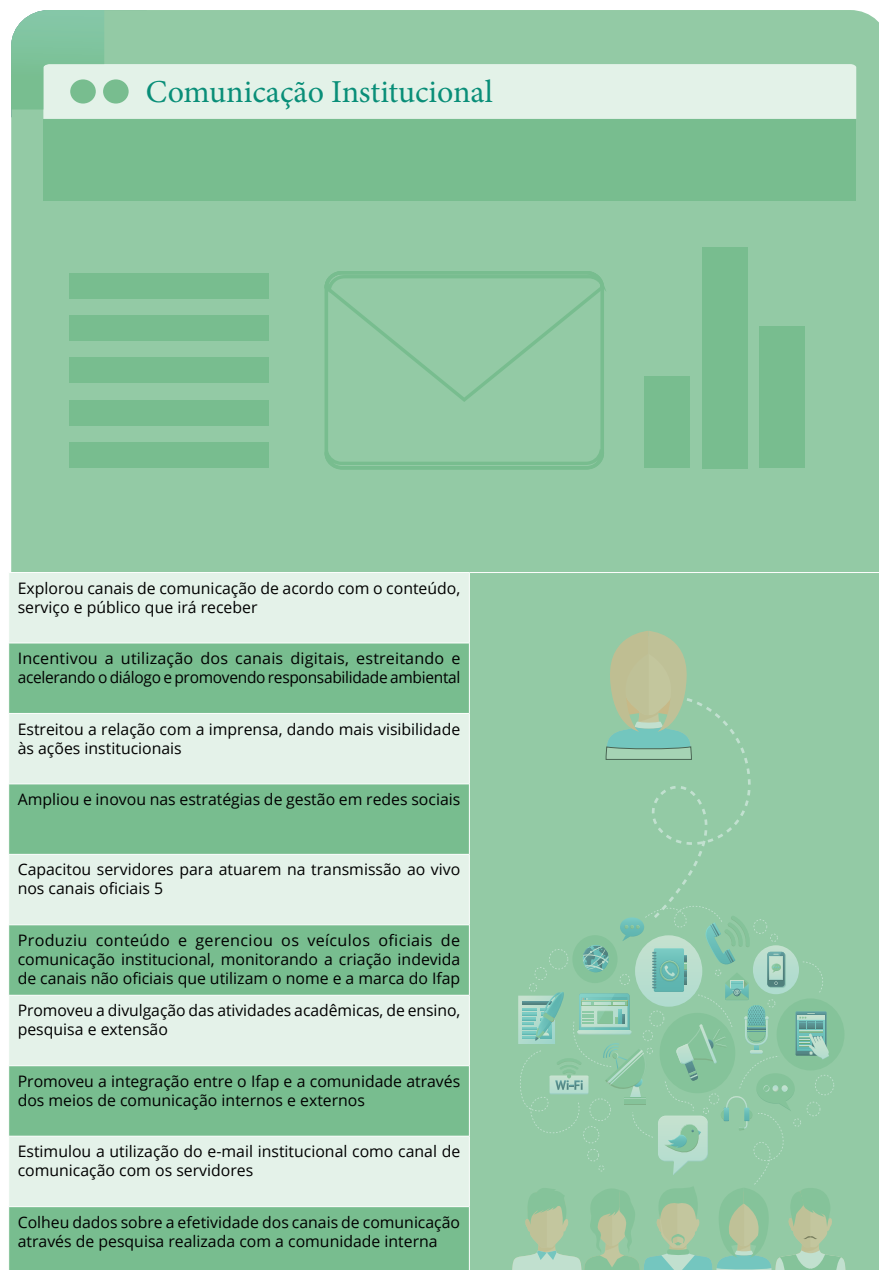 Comunicação Institucional
Explorou canais de comunicação de acordo com o conteúdo,
serviço e público que irá receber
Incentivou a utilização dos canais digitais, estreitando e
acelerando o diálogo e promovendo responsabilidade ambiental
Estreitou a relação com a imprensa, dando mais visibilidade
às ações institucionais
Ampliou e inovou nas estratégias de gestão em redes sociais
Capacitou servidores para atuarem na transmissão ao vivo
nos canais oficiais 5
Produziu conteúdo e gerenciou os veículos oficiais de
comunicação institucional, monitorando a criação indevida
de canais não oficiais que utilizam o nome e a marca do Ifap
Promoveu a divulgação das atividades acadêmicas, de ensino,
pesquisa e extensão
Promoveu a integração entre o Ifap e a comunidade através
dos meios de comunicação internos e externos
Estimulou a utilização do e-mail institucional como canal de
comunicação com os servidores
Colheu dados sobre a efetividade dos canais de comunicação
através de pesquisa realizada com a comunidade interna
Wi-Fi